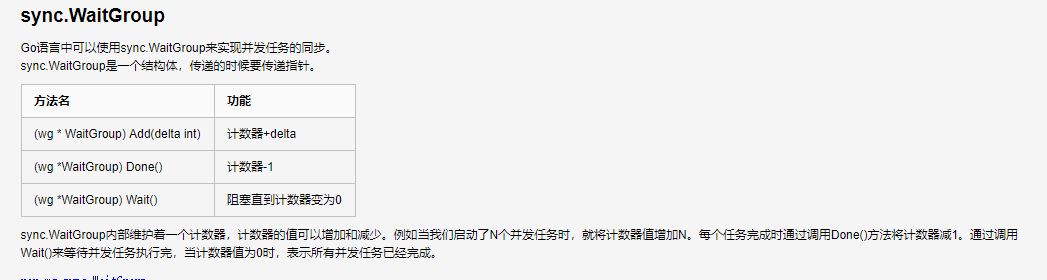 sync.WaitGroup
Go语言中可以使用sync.WaitGroup来实现并发任务的同步。
sync.WaitGroup是一个结构体，传递的时候要传递指针。
方法名 功能
(wg * WaitGroup) Add(delta int) 计数器+delta
(wg *WaitGroup) Done() 计数器-1
(wg *WaitGroup) Wait() 阻塞直到计数器变为0
sync.WaitGroup内部维护着一个计数器，计数器的值可以增加和减少。例如当我们启动了N个并发任务时，就将计数器值增加N。每个任务完成时通过调用Done()方法将计数器减1。通过调用
Wait()来等待并发任务执行完，当计数器值为0时，表示所有并发任务已经完成。